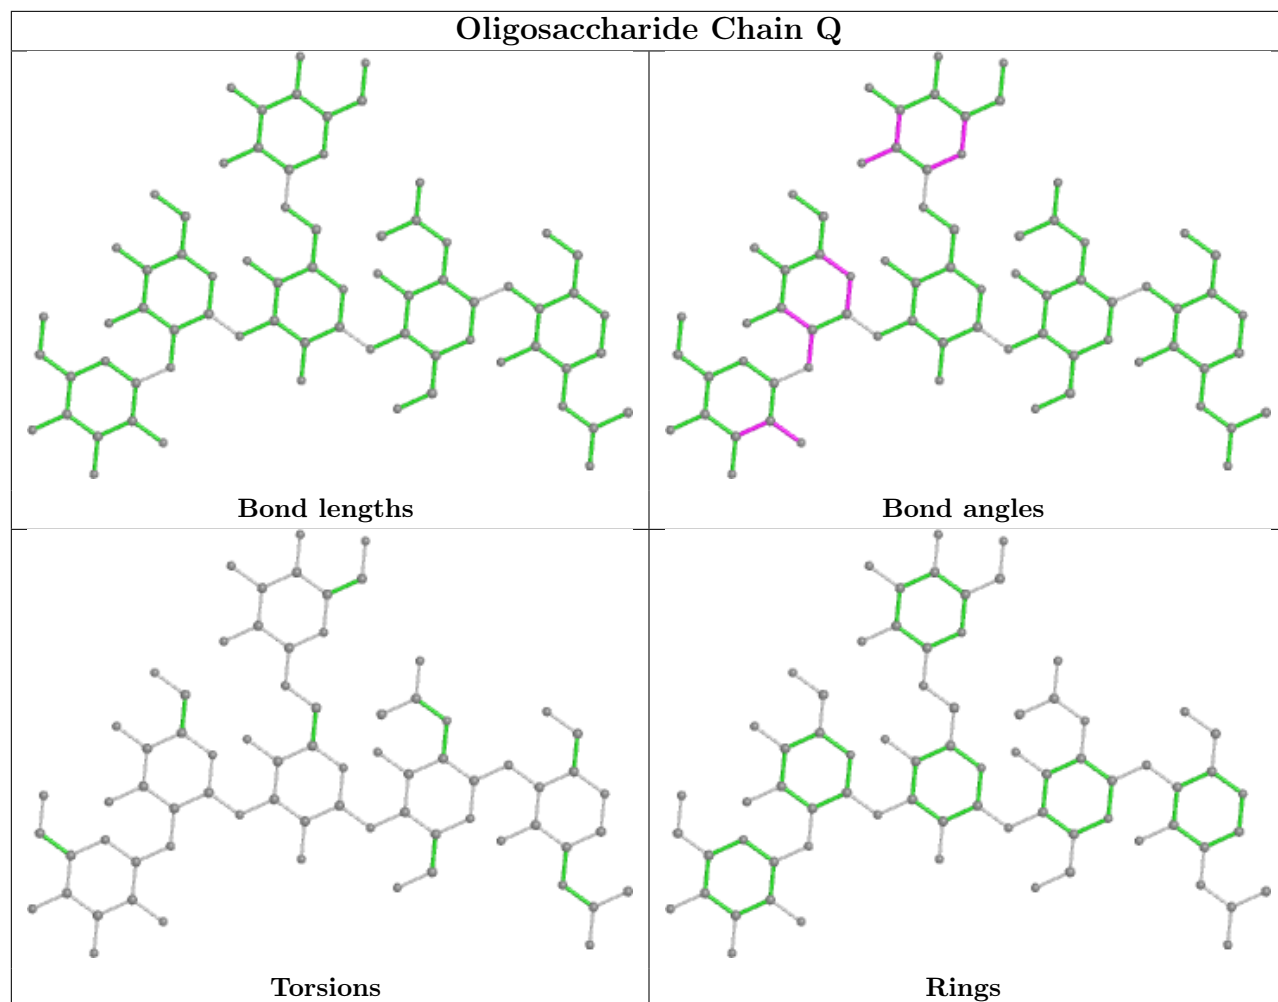 Oligosaccharide Chain Q
Bond lengths
Bond angles
Torsions
Rings